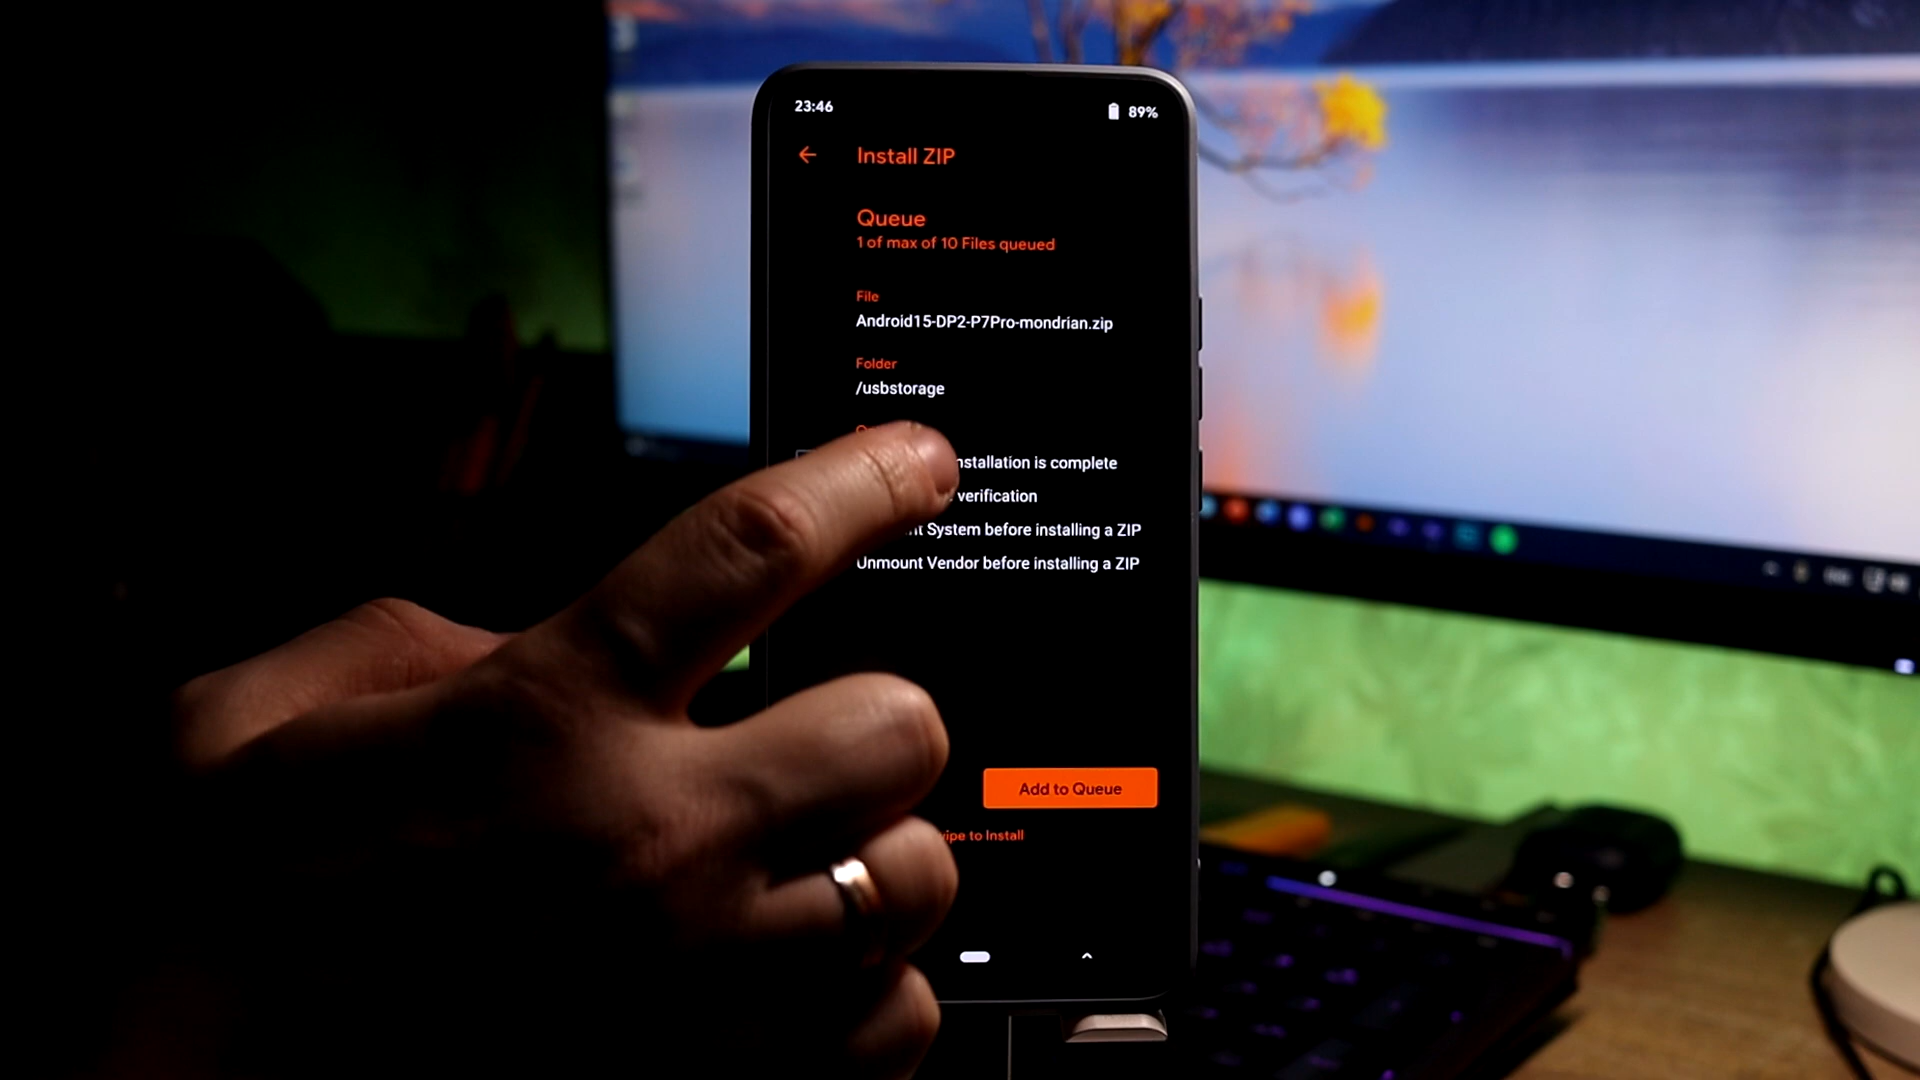 23:46
89%
Install ZIP
Queue
1 of max of 10 Files queued
File
Android15-DP2-P7Pro-mondrian.zip
Folder
/usbstorage
installation is complete
verification
System before installing a ZIP
Unmount Vendor before installing a ZIP
Add to Queue
to Install